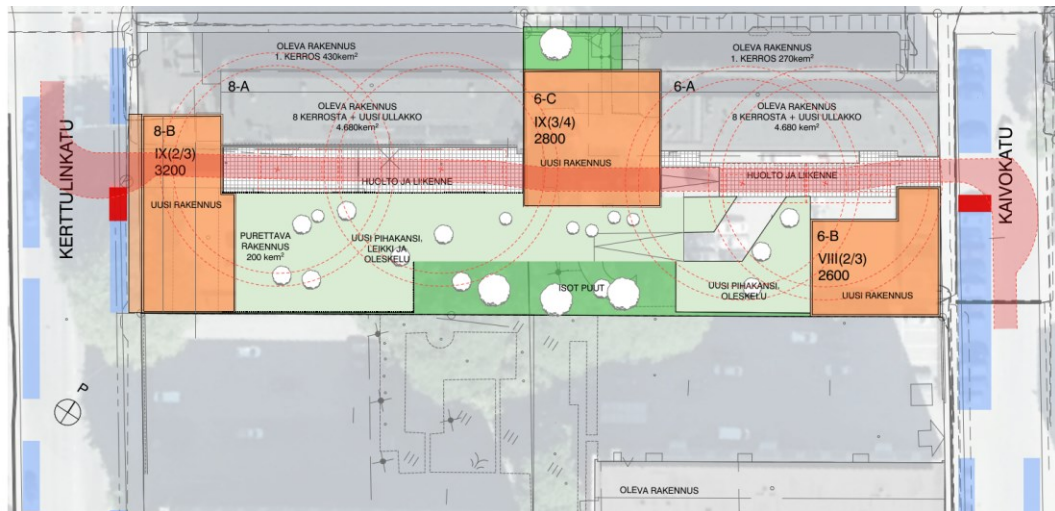 OLEVA RAKENNUS
1. KERROS 430kem²
8-A
OLEVA RAKENNUS
8 KERROSTA + UUSI ULLAKKO
4.680kem²
OLEVA RAKENNUS
1. KERROS 270kem²
6-A
OLEVA RAKENNUS
8 KERROSTA + UUSI ULLAKKO
4.680 kem²
6-C
IX(3/4)
2800
UUSI RAKENNUS
8-B
IX(2/3)
3200
UUSI RAKENNUS
HUOLTO JA LIIKENNE
HUOLTO JA LIIKENNE
KERTTULINKATU
KAIVOKATU
PURETTAVA
RAKENNUS
200 kem²
UUSI PIHAKANSI,
LEIKKI JA
OLESKELU
ISOT PUUT
UUSI PIHAKANSI,
OLESKELU
6-B
VIII(2/3)
2600
UUSI RAKENNUS
P
OLEVA RAKENNUS